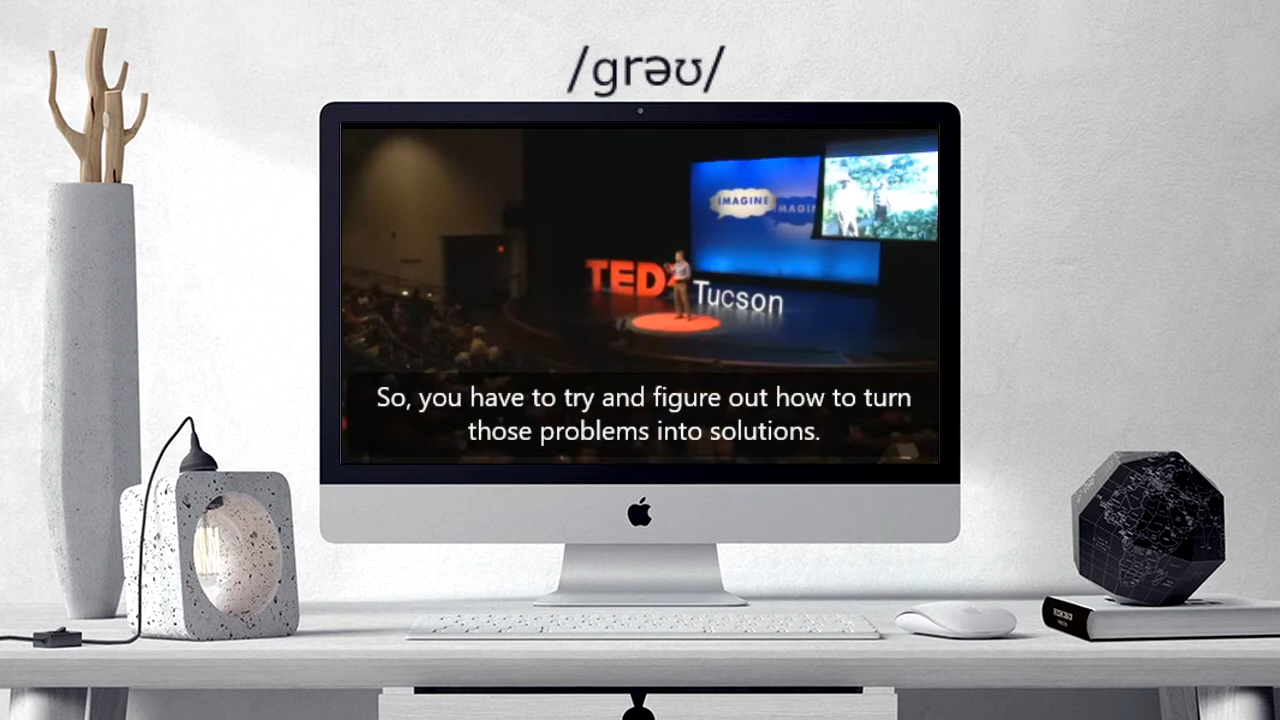 /ɡrəʊ/
IMAGINE
IMAGIN
TEDx
Tucson
So, you have to try and figure out how to turn
those problems into solutions.